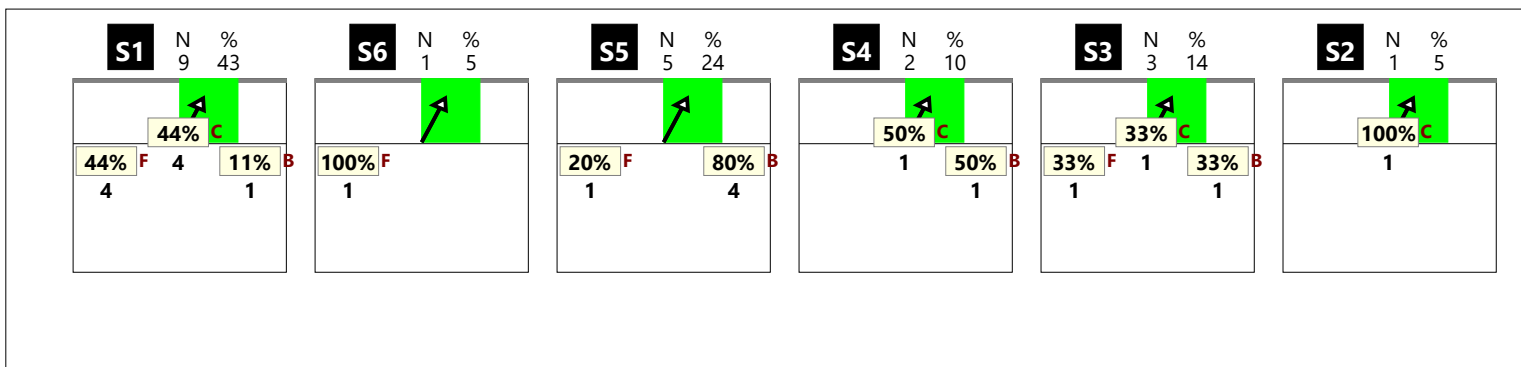 S1 N % S6 N % S5 N % S4 N % S3 N % S2 N %
9 43 1 5 5 24 2 10 3 14 1 5
44% C 50% C 33% C 100% C
44% F 4 11% B 100% F 20% F 80% B 1 50% B 33% F 1 33% B 1
4 1 1 1 4 1 1 1